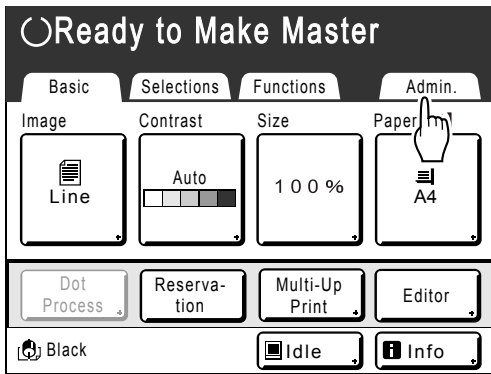 Ready to Make Master
Basic Selections Functions Admin.
Image Contrast Size Paper
Line Auto 100% A4
Dot Process Reserva-tion Multi-Up Print Editor
Black Idle Info